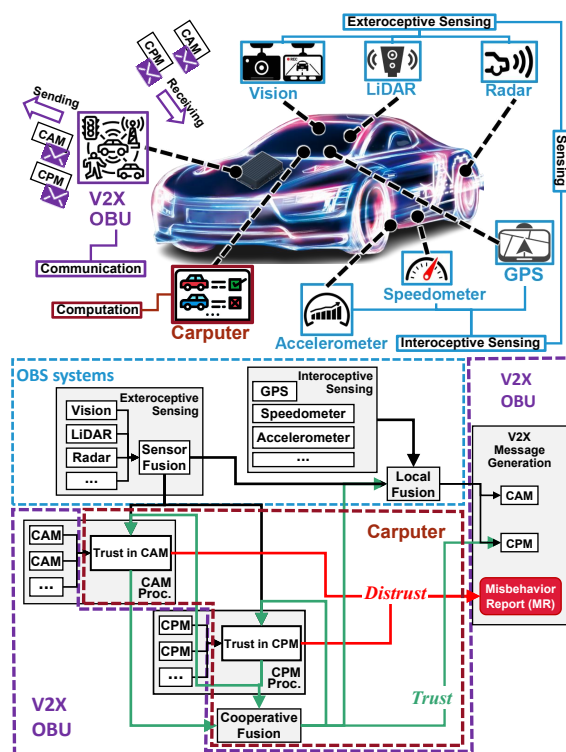 Exteroceptive Sensing
CPM
CAM
Receiving
Sending
CAM
CPM
REC
Vision
LiDAR
Radar
Sensing
V2X
OBU
Communication
Computation
Carputer
GPS
Speedometer
Accelerometer
Interoceptive Sensing
OBS systems
Exteroceptive
Sensing
Vision
LiDAR
Radar
...
Sensor
Fusion
Interoceptive
Sensing
GPS
Speedometer
Accelerometer
...
Local
Fusion
V2X
OBU
V2X
Message
Generation
CAM
CPM
Misbehavior
Report (MR)
Carputer
CAM
CAM
...
Trust in CAM
CAM
Proc.
Distrust
CPM
CPM
...
Trust in CPM
CPM
Proc.
Trust
Cooperative
Fusion
V2X
OBU